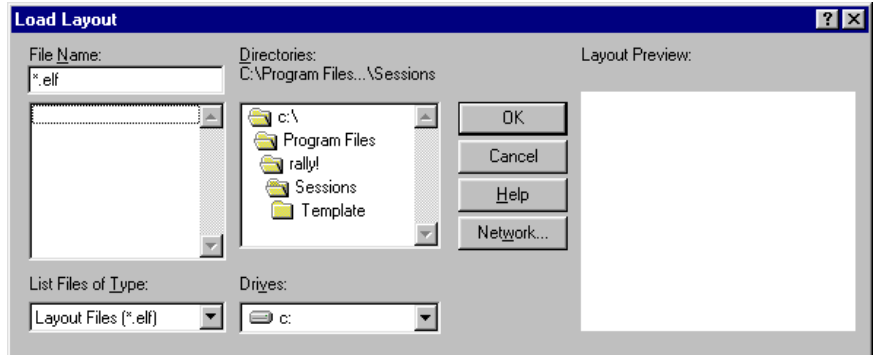 Load Layout
File Name:
*.elf
Directories:
C:\Program Files...\Sessions
c:\
Program Files
rally!
Sessions
Template
List Files of Type:
Layout Files (*.elf)
Drives:
c:
OK
Cancel
Help
Network...
Layout Preview: